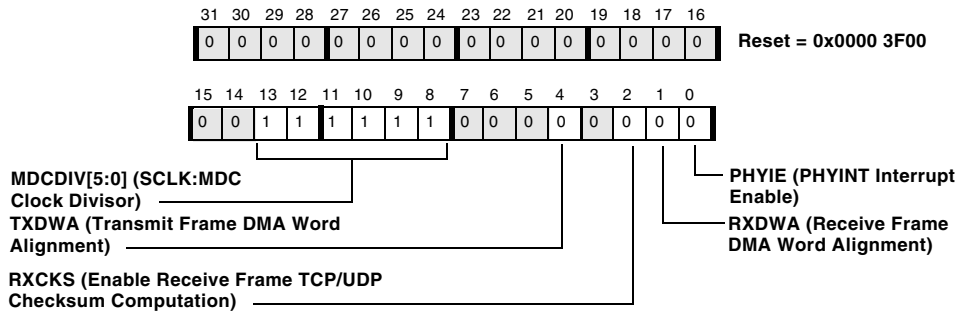 31 30 29 28 27 26 25 24 23 22 21 20 19 18 17 16
0 0 0 0 0 0 0 0 0 0 0 0 0 0 0 0
Reset = 0x0000 3F00
15 14 13 12 11 10 9 8 7 6 5 4 3 2 1 0
0 0 1 1 1 1 1 1 0 0 0 0 0 0 0 0
MDCDIV[5:0] (SCLK:MDC
Clock Divisor)
TXDWA (Transmit Frame DMA Word
Alignment)
RXCKS (Enable Receive Frame TCP/UDP
Checksum Computation)
PHYIE (PHYINT Interrupt
Enable)
RXDWA (Receive Frame
DMA Word Alignment)